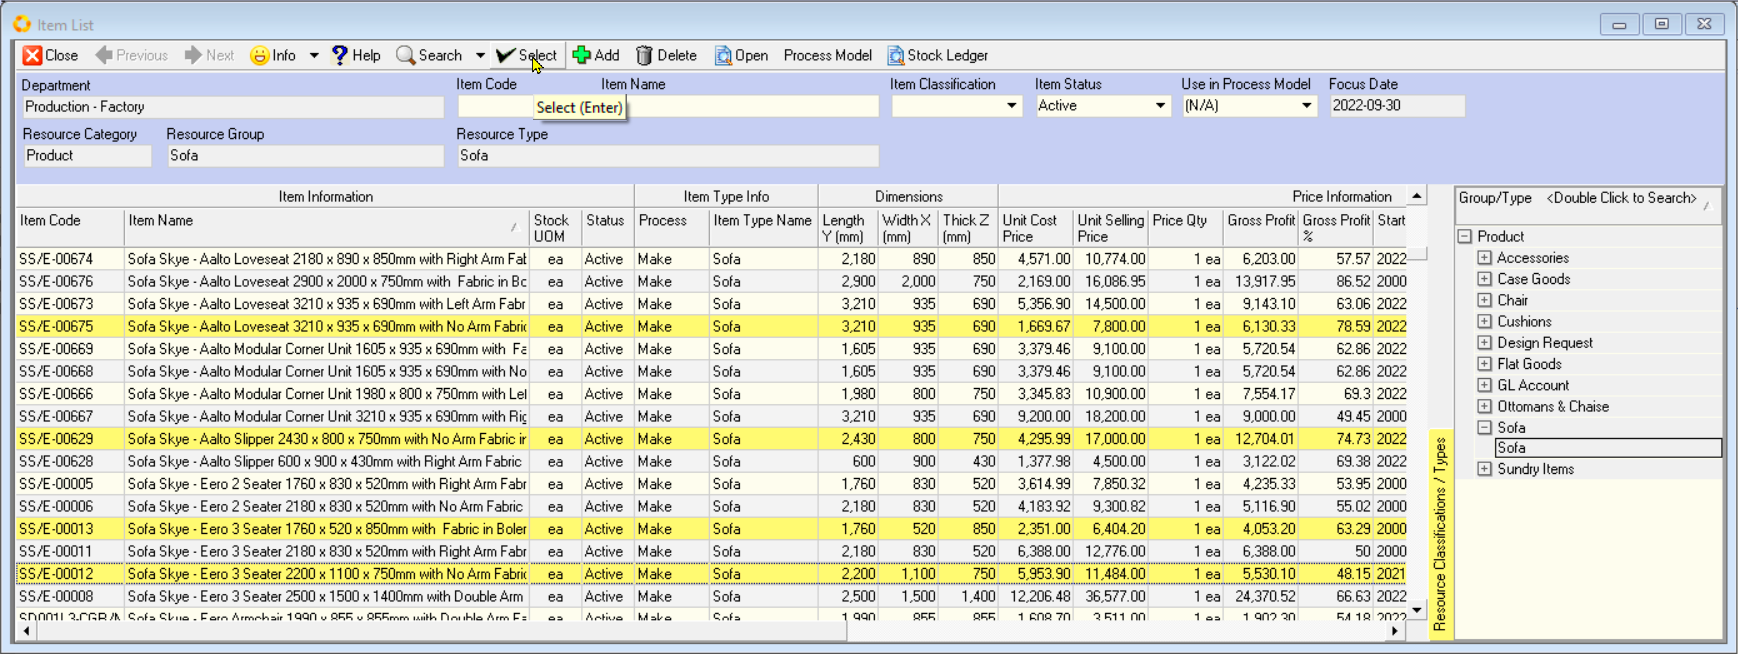 Item List
Close Previous Next Info Help Search Select Add Delete Open Process Model Stock Ledger
Department Item Code Item Name Item Classification Item Status Use in Process Model Focus Date
Production - Factory Select (Enter) Active (N/A) 2022-09-30
Resource Category Resource Group Resource Type
Product Sofa Sofa
Item Information Item Type Info Dimensions Price Information
Item Code Item Name Stock UOM Status Process Item Type Name Length Y (mm) Width X (mm) Thick Z (mm) Unit Cost Price Unit Selling Price Price Qty Gross Profit Gross Profit % Start
SS/E-00674 Sofa Skye - Aalto Loveseat 2180 x 890 x 850mm with Right Arm Fat ea Active Make Sofa 2,180 890 850 4,571.00 10,774.00 1 ea 6,203.00 57.57 2022
SS/E-00676 Sofa Skye - Aalto Loveseat 2900 x 2000 x 750mm with Fabric in Bc ea Active Make Sofa 2,900 2,000 750 2,169.00 16,086.95 1 ea 13,917.95 86.52 2000
SS/E-00673 Sofa Skye - Aalto Loveseat 3210 x 935 x 690mm with Left Arm Fabr ea Active Make Sofa 3,210 935 690 5,356.90 14,500.00 1 ea 9,143.10 63.06 2022
SS/E-00675 Sofa Skye - Aalto Loveseat 3210 x 935 x 690mm with No Arm Fabric ea Active Make Sofa 3,210 935 690 1,669.67 7,800.00 1 ea 6,130.33 78.59 2022
SS/E-00669 Sofa Skye - Aalto Modular Corner Unit 1605 x 935 x 690mm with Fa ea Active Make Sofa 1,605 935 690 3,379.46 9,100.00 1 ea 5,720.54 62.86 2022
SS/E-00668 Sofa Skye - Aalto Modular Corner Unit 1605 x 935 x 690mm with No ea Active Make Sofa 1,605 935 690 3,379.46 9,100.00 1 ea 5,720.54 62.86 2022
SS/E-00666 Sofa Skye - Aalto Modular Corner Unit 1980 x 800 x 750mm with Lef ea Active Make Sofa 1,980 800 750 3,345.83 10,900.00 1 ea 7,554.17 69.3 2022
SS/E-00667 Sofa Skye - Aalto Modular Corner Unit 3210 x 935 x 690mm with Rig ea Active Make Sofa 3,210 935 690 9,200.00 18,200.00 1 ea 9,000.00 49.45 2000
SS/E-00629 Sofa Skye - Aalto Slipper 2430 x 800 x 750mm with No Arm Fabric ir ea Active Make Sofa 2,430 800 750 4,295.99 17,000.00 1 ea 12,704.01 74.73 2022
SS/E-00628 Sofa Skye - Aalto Slipper 600 x 900 x 430mm with Right Arm Fabric ea Active Make Sofa 600 900 430 1,377.98 4,500.00 1 ea 3,122.02 69.38 2022
SS/E-00005 Sofa Skye - Eero 2 Seater 1760 x 830 x 520mm with Right Arm Fabr ea Active Make Sofa 1,760 830 520 3,614.99 7,850.32 1 ea 4,235.33 53.95 2000
SS/E-00006 Sofa Skye - Eero 2 Seater 2180 x 830 x 520mm with No Arm Fabric ea Active Make Sofa 2,180 830 520 4,183.92 9,300.82 1 ea 5,116.90 55.02 2000
SS/E-00013 Sofa Skye - Eero 3 Seater 1760 x 520 x 850mm with Fabric in Boler ea Active Make Sofa 1,760 520 850 2,351.00 6,404.20 1 ea 4,053.20 63.29 2000
SS/E-00011 Sofa Skye - Eero 3 Seater 2180 x 830 x 520mm with Right Arm Fabr ea Active Make Sofa 2,180 830 520 6,388.00 12,776.00 1 ea 6,388.00 50 2000
SS/E-00012 Sofa Skye - Eero 3 Seater 2200 x 1100 x 750mm with No Arm Fabric ea Active Make Sofa 2,200 1,100 750 5,953.90 11,484.00 1 ea 5,530.10 48.15 2021
SS/E-00008 Sofa Skye - Eero 3 Seater 2500 x 1500 x 1400mm with Double Arm ea Active Make Sofa 2,500 1,500 1,400 12,206.48 36,577.00 1 ea 24,370.52 66.63 2022
Sofa Skye - Eero Armchair 1990 x 855 x 855mm with Double Arm Fa ea Active Make Sofa 1,990 855 855 1,608.70 3,511.00 1 ea 1,902.30 54.18 2022
Resource Classifications / Types
Group/Type <Double Click to Search>
Product
Accessories
Case Goods
Chair
Cushions
Design Request
Flat Goods
GL Account
Ottomans & Chaise
Sofa
Sofa
Sundry Items